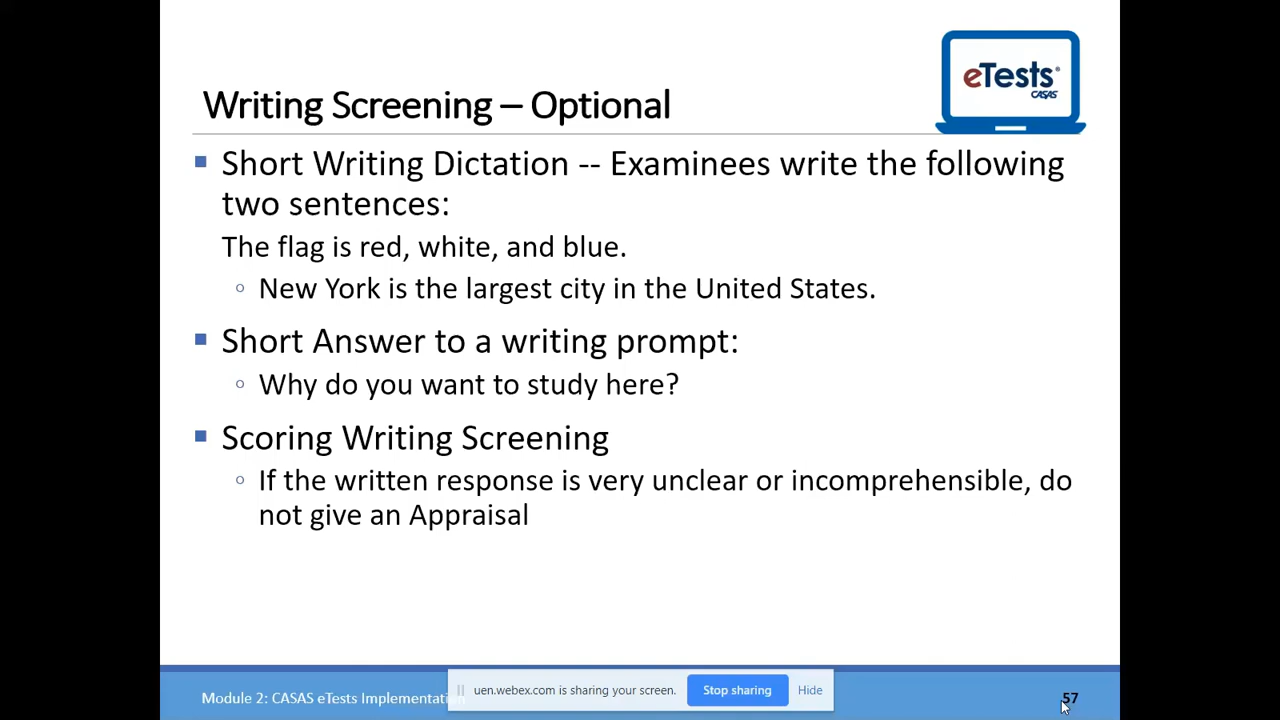 eTests®
CASAS
Writing Screening – Optional
Short Writing Dictation -- Examinees write the following
two sentences:
The flag is red, white, and blue.
New York is the largest city in the United States.
Short Answer to a writing prompt:
Why do you want to study here?
Scoring Writing Screening
If the written response is very unclear or incomprehensible, do
not give an Appraisal
Module 2: CASAS eTests Implementation
uen.webex.com is sharing your screen.
Stop sharing
Hide
57